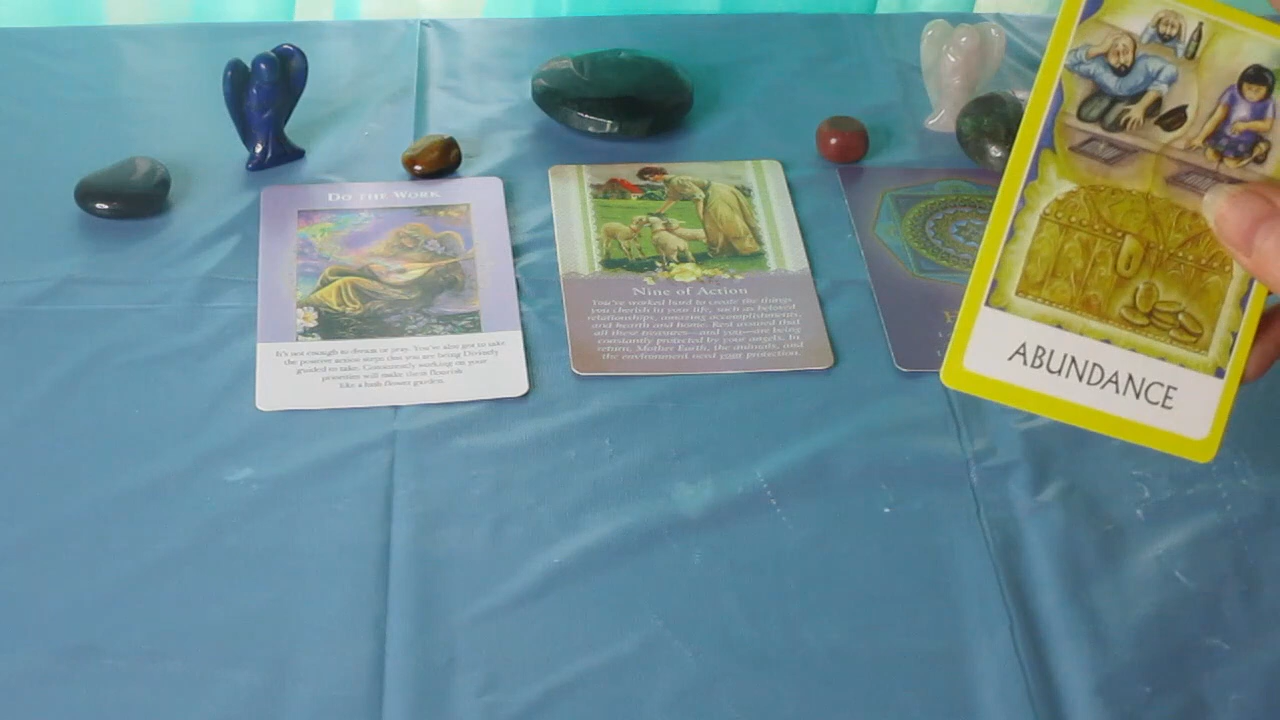 DO THE WORK
It's not enough to dream or pray. You've also got to take
the positive action steps that you are being Divinely
guided to take. Consistently working on your
priorities will make them flourish
like a lush flower garden.
Nine of Action
You've worked hard to create the things
you cherish in your life, such as beloved
relationships, amazing accomplishments,
and hearth and home. Rest assured that
all these treasures—and you—are being
constantly protected by your angels. In
return, Mother Earth, the animals, and
the environment need your protection.
ABUNDANCE